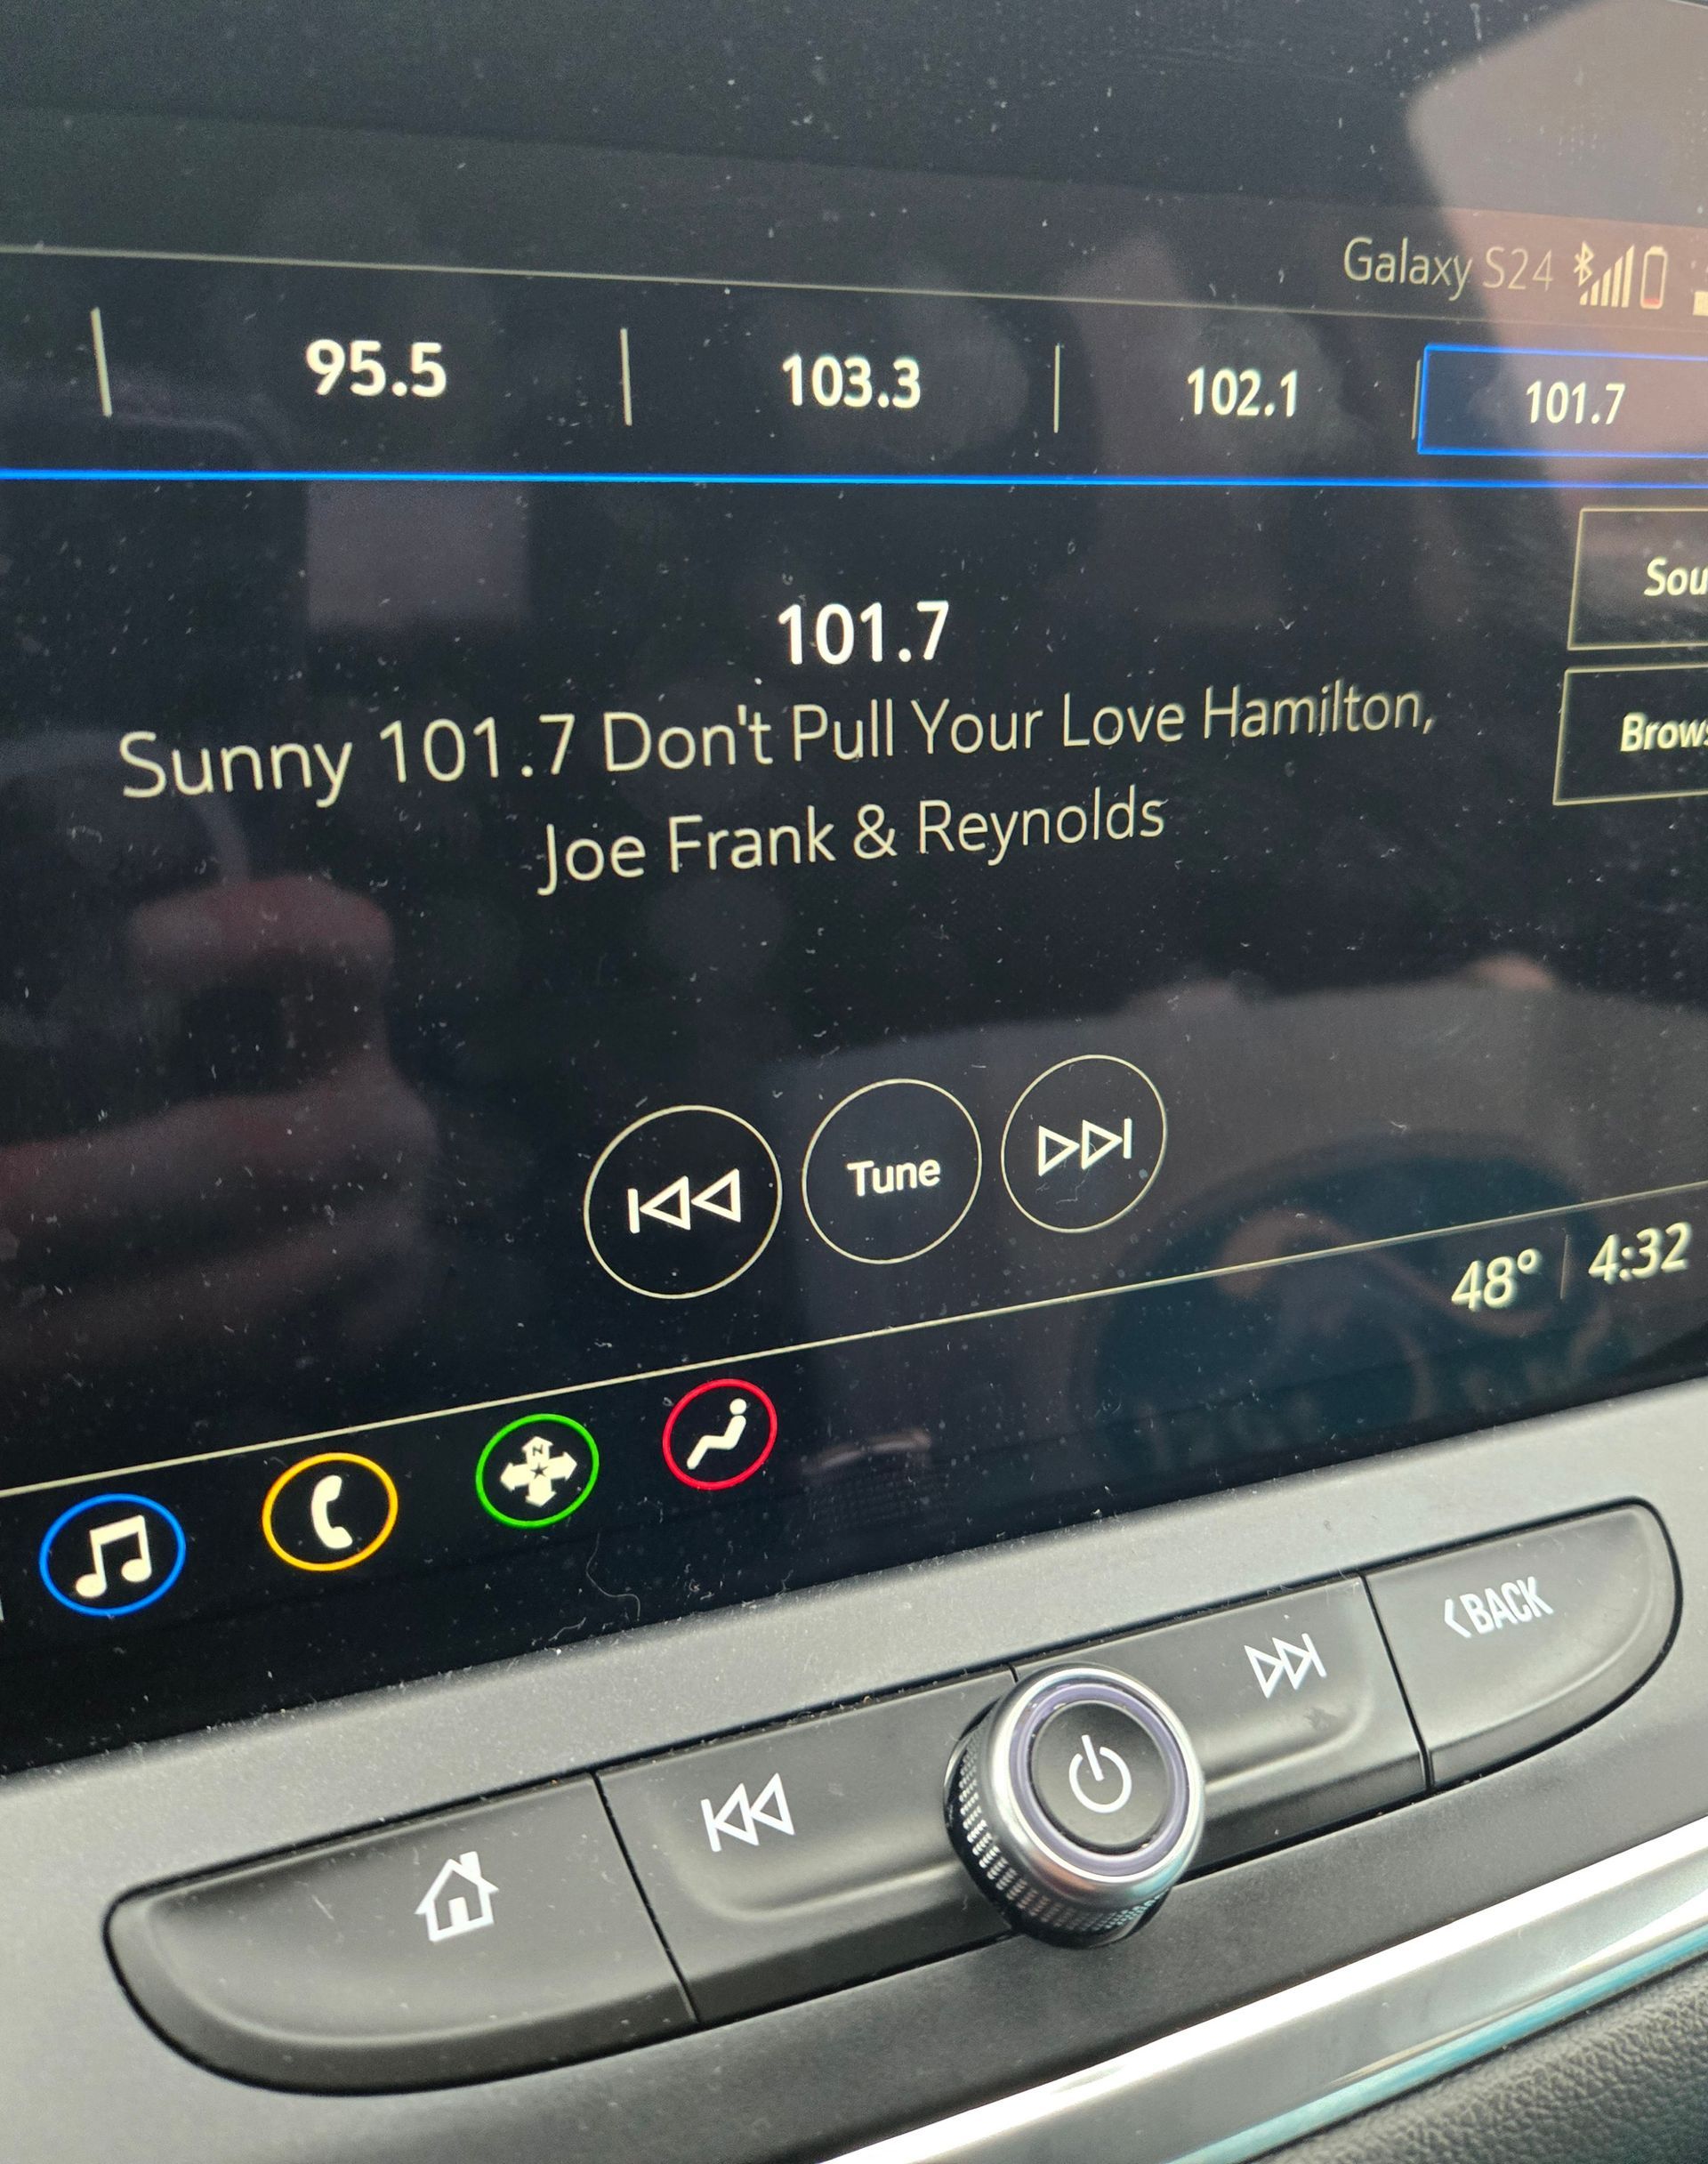 Galaxy S24
95.5
103.3
102.1
101.7
101.7
Sunny 101.7 Don't Pull Your Love Hamilton,
Joe Frank & Reynolds
Sou
Brows
Tune
48° 4:32
N
BACK